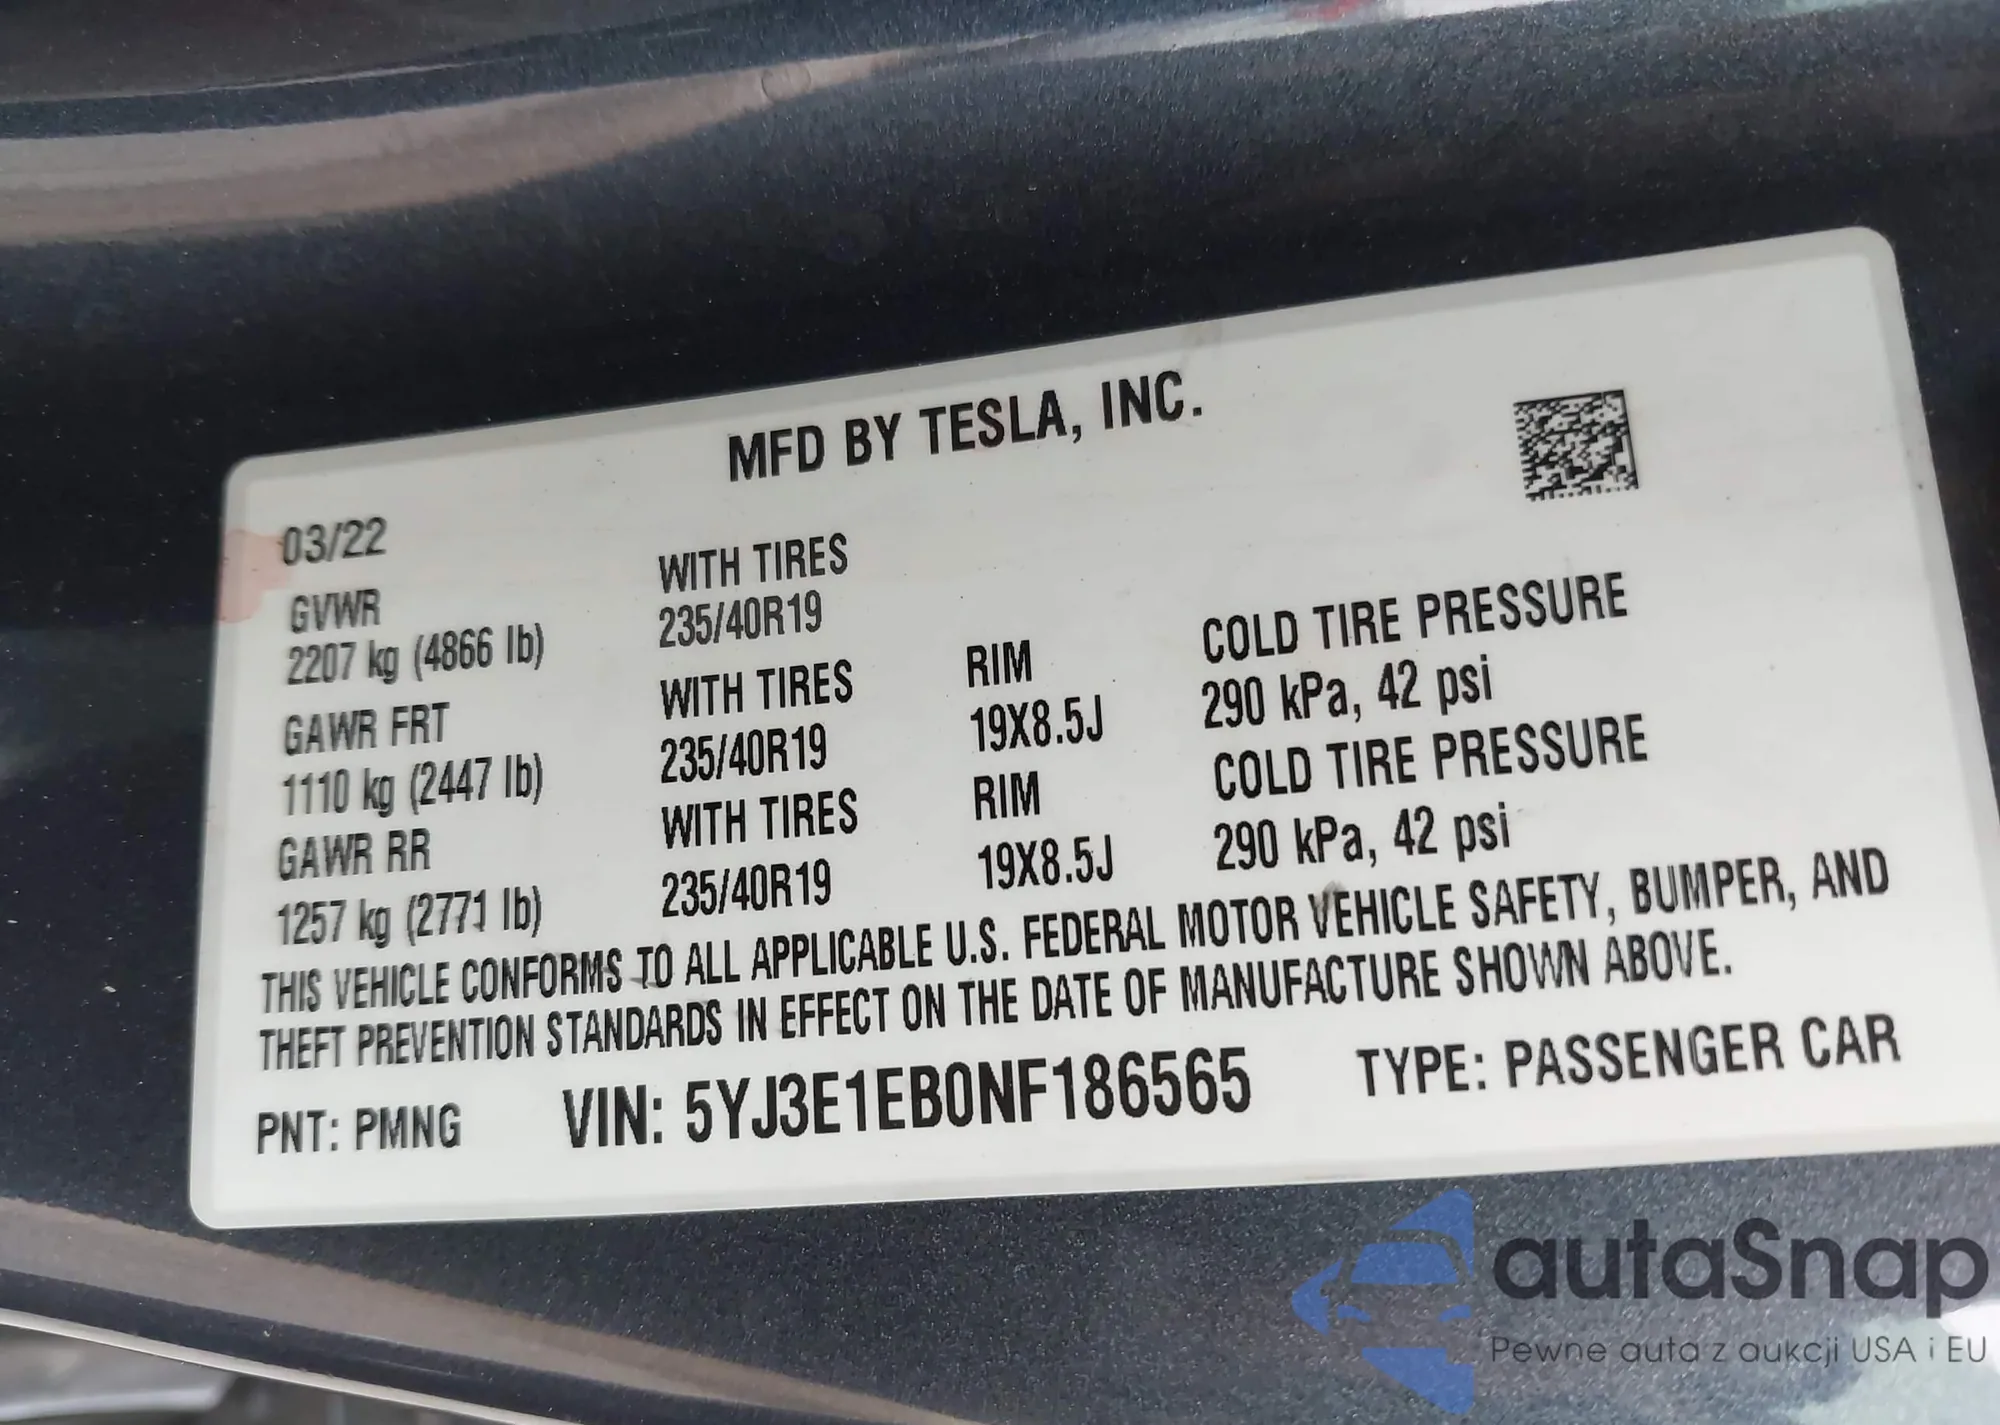 MFD BY TESLA, INC.
03/22
GVWR
2207 kg (4866 lb)
WITH TIRES
235/40R19
GAWR FRT
1110 kg (2447 lb)
WITH TIRES
235/40R19
RIM
19X8.5J
COLD TIRE PRESSURE
290 kPa, 42 psi
GAWR RR
1257 kg (2771 lb)
WITH TIRES
235/40R19
RIM
19X8.5J
COLD TIRE PRESSURE
290 kPa, 42 psi
THIS VEHICLE CONFORMS TO ALL APPLICABLE U.S. FEDERAL MOTOR VEHICLE SAFETY, BUMPER, AND
THEFT PREVENTION STANDARDS IN EFFECT ON THE DATE OF MANUFACTURE SHOWN ABOVE.
PNT: PMNG
VIN: 5YJ3E1EB0NF186565
TYPE: PASSENGER CAR
autaSnap
Pewne auta z aukcji USA i EU